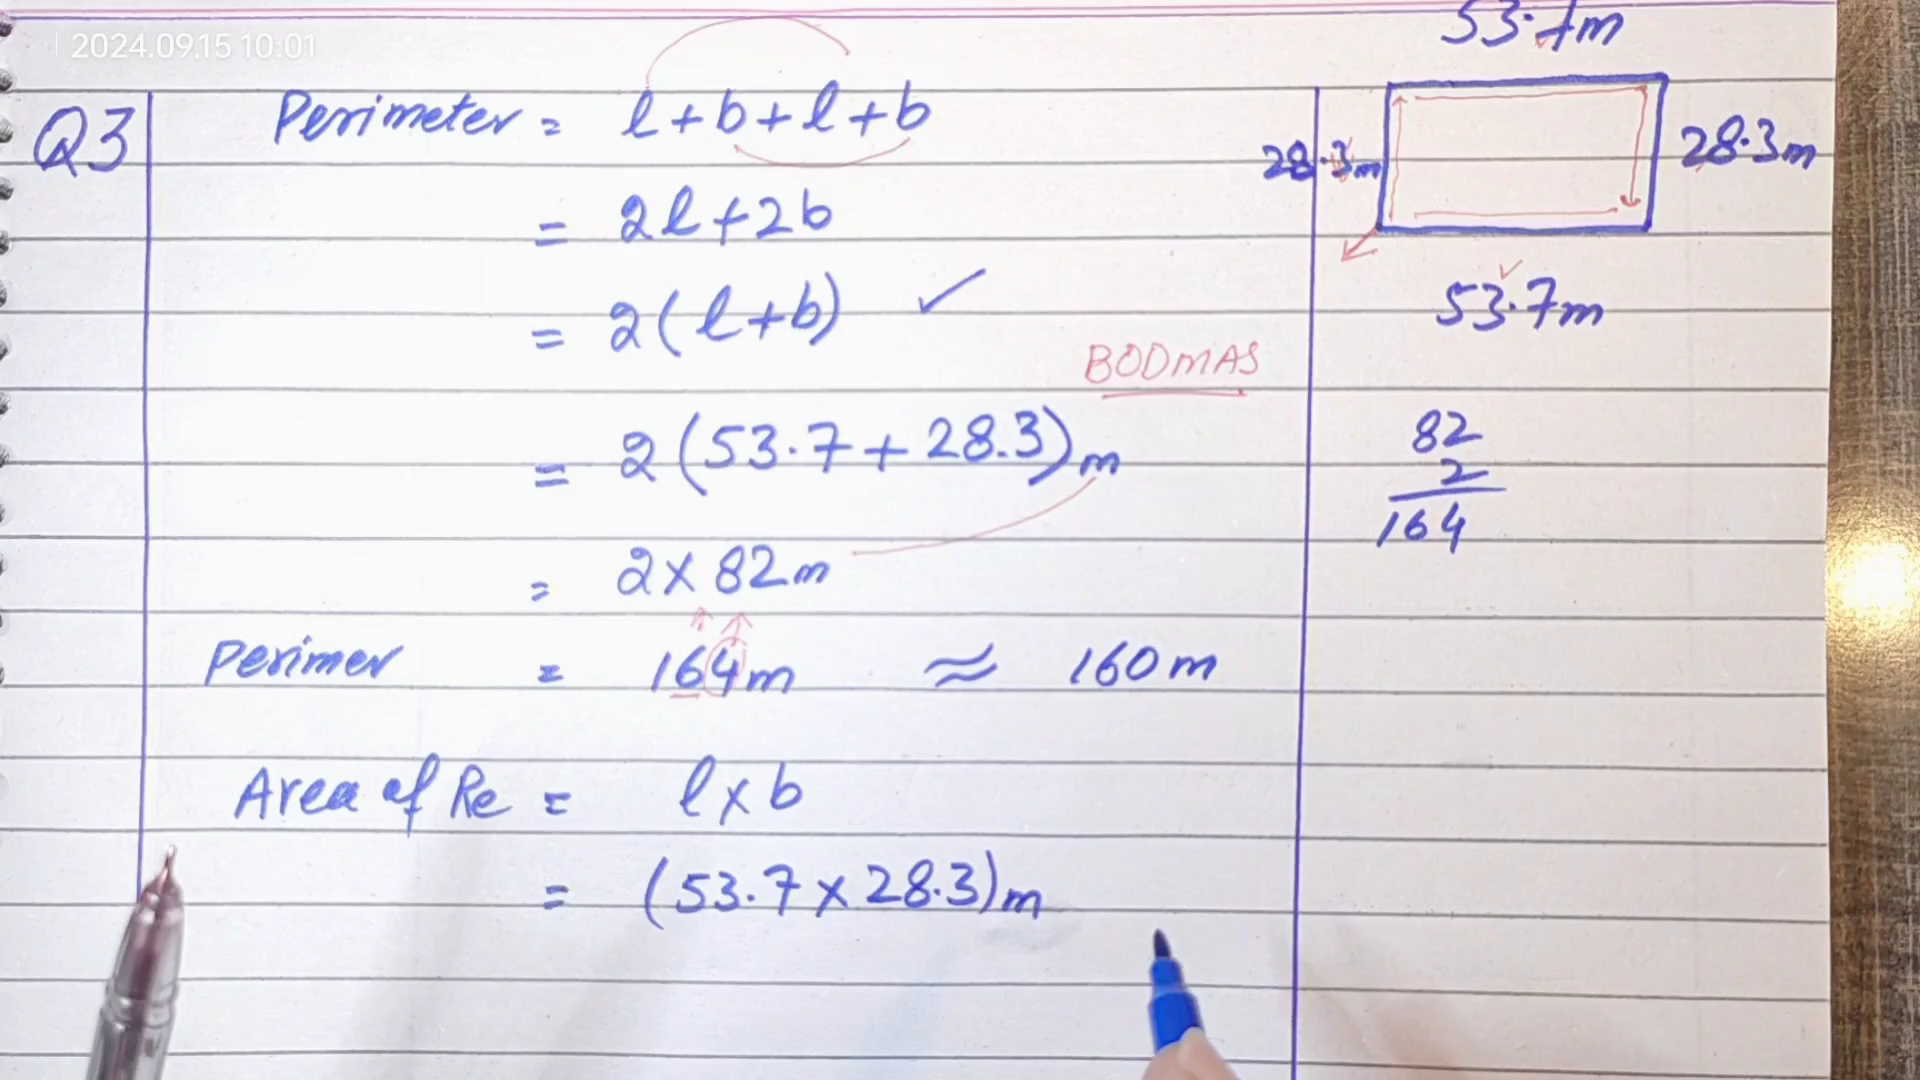 2024.09.15 10:01
Q3
Perimeter = l+b+l+b
= 2l+2b
= 2(l+b) ✓
BODMAS
= 2(53.7+28.3)m
= 2×82m
Perimer = 164m ≈ 160m
Area of Re = l×b
= (53.7×28.3)m
53.7m
28.3m
28.3m
53.7m
82
2
164